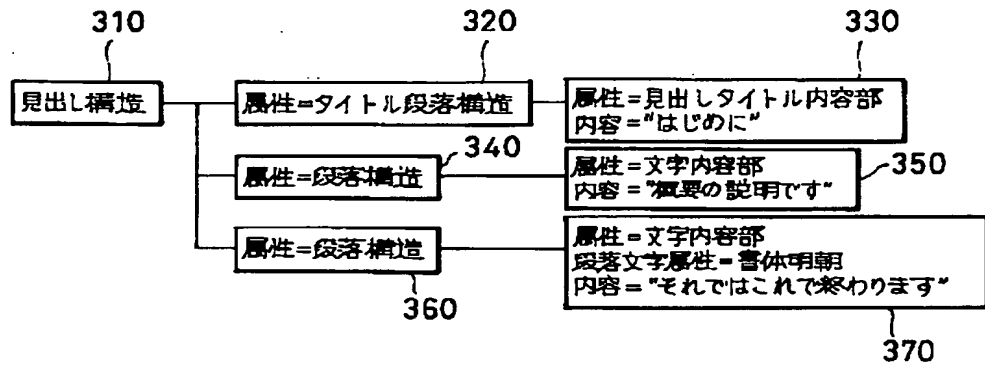 310
320
330
見出し構造
属性=タイトル段落構造
属性=見出しタイトル内容部
内容="はじめに"
340
属性=段落構造
属性=文字内容部
内容="概要の説明です"
350
属性=段落構造
360
属性=文字内容部
段落文字属性=書体明朝
内容="それではこれで終わります"
370